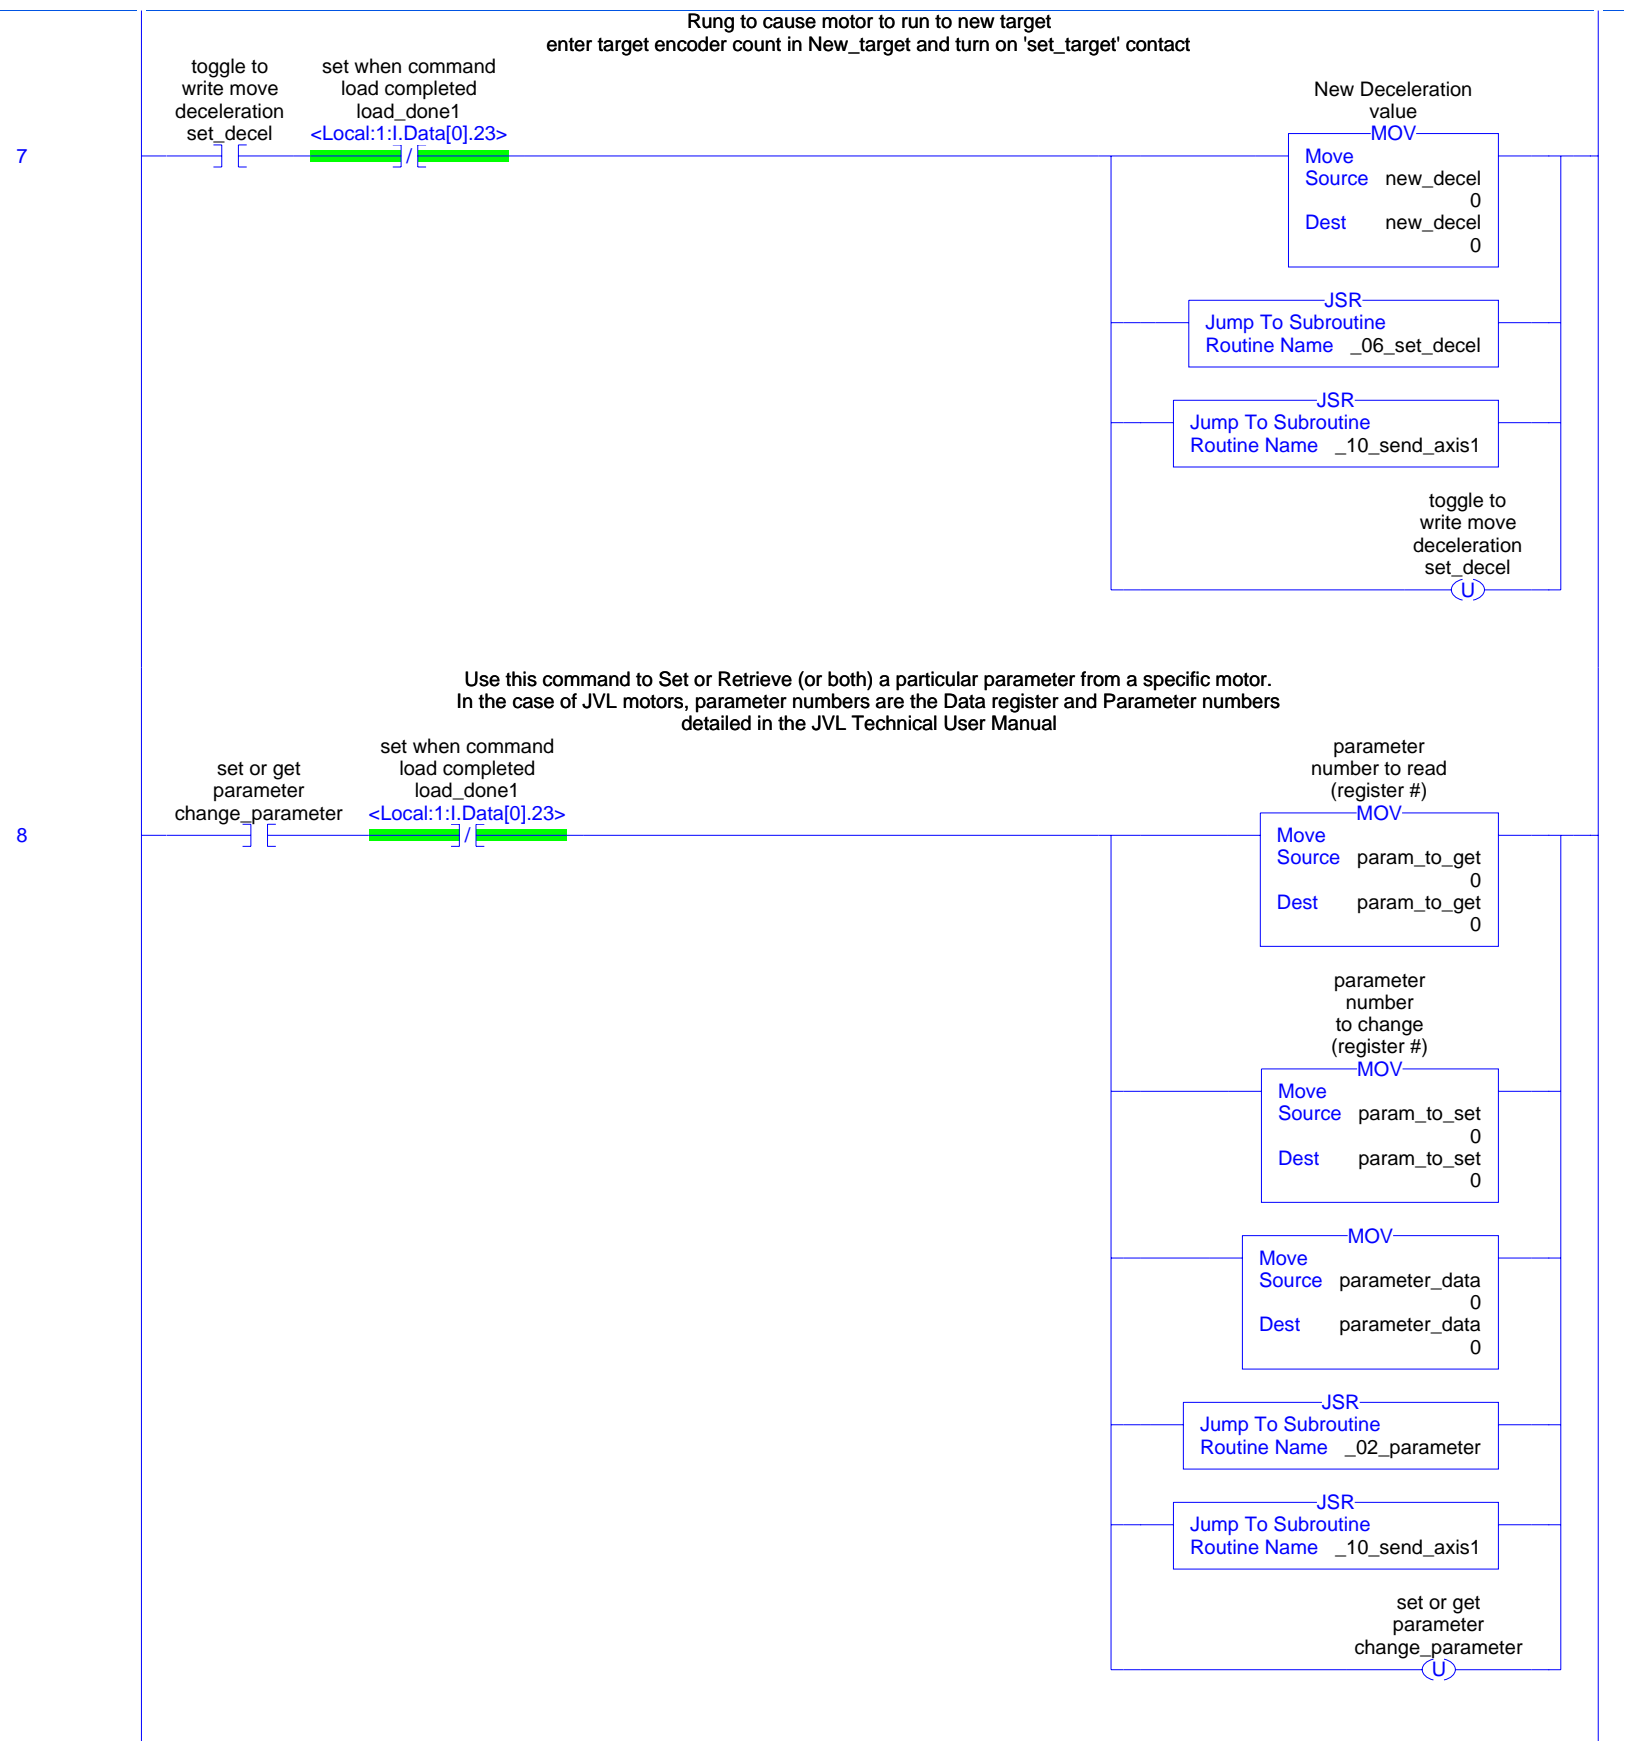 Rung to cause motor to run to new target
enter target encoder count in New_target and turn on 'set_target' contact
toggle to
write move
deceleration
set_decel
set when command
load completed
load_done1
<Local:1:I.Data[0].23>
7
New Deceleration
value
MOV
Move
Source new_decel
0
Dest new_decel
0
JSR
Jump To Subroutine
Routine Name _06_set_decel
JSR
Jump To Subroutine
Routine Name _10_send_axis1
toggle to
write move
deceleration
set_decel
U
Use this command to Set or Retrieve (or both) a particular parameter from a specific motor.
In the case of JVL motors, parameter numbers are the Data register and Parameter numbers
detailed in the JVL Technical User Manual
set or get
parameter
change_parameter
set when command
load completed
load_done1
<Local:1:I.Data[0].23>
8
parameter
number to read
(register #)
MOV
Move
Source param_to_get
0
Dest param_to_get
0
parameter
number
to change
(register #)
MOV
Move
Source param_to_set
0
Dest param_to_set
0
MOV
Move
Source parameter_data
0
Dest parameter_data
0
JSR
Jump To Subroutine
Routine Name _02_parameter
JSR
Jump To Subroutine
Routine Name _10_send_axis1
set or get
parameter
change_parameter
U